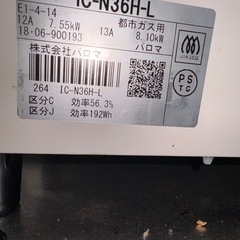 IC-N36H-L
E1-4-14
12A 7.55kW 都市ガス用
13A 8.10kW
18・06-900193 パロマ
株式会社パロマ
264 IC-N36H-L
区分C 効率56.3%
区分J 効率192Wh
PS
TG